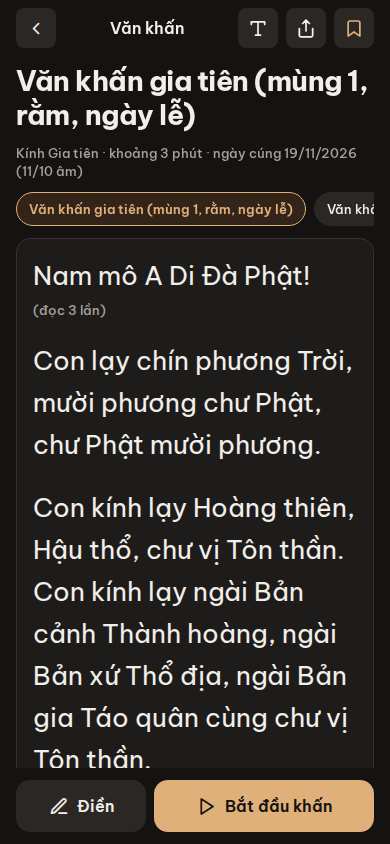 Văn khấn
Văn khấn gia tiên (mùng 1,
rằm, ngày lễ)
Kính Gia tiên · khoảng 3 phút · ngày cúng 19/11/2026
(11/10 âm)
Văn khấn gia tiên (mùng 1, rằm, ngày lễ)
Văn
Nam mô A Di Đà Phật!
(đọc 3 lần)
Con lạy chín phương Trời,
mười phương chư Phật,
chư Phật mười phương.
Con kính lạy Hoàng thiên,
Hậu thổ, chư vị Tôn thần.
Con kính lạy ngài Bản
cảnh Thành hoàng, ngài
Bản xứ Thổ địa, ngài Bản
gia Táo quân cùng chư vị
Tôn thần.
Điền
Bắt đầu khấn